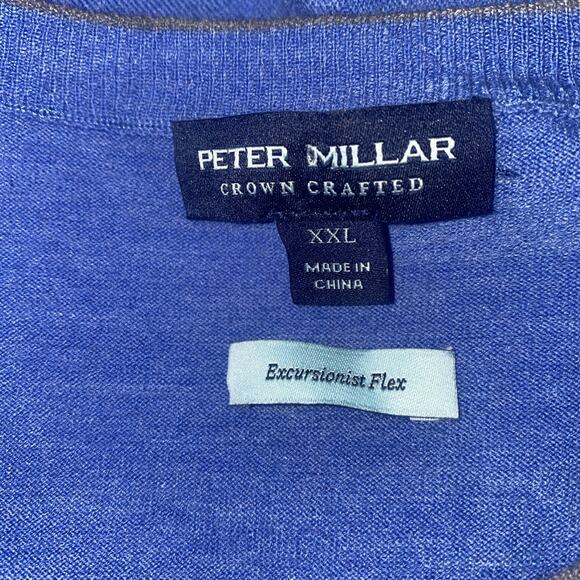 PETER MILLAR
CROWN CRAFTED
XXL
MADE IN
CHINA
Excursionist Flex